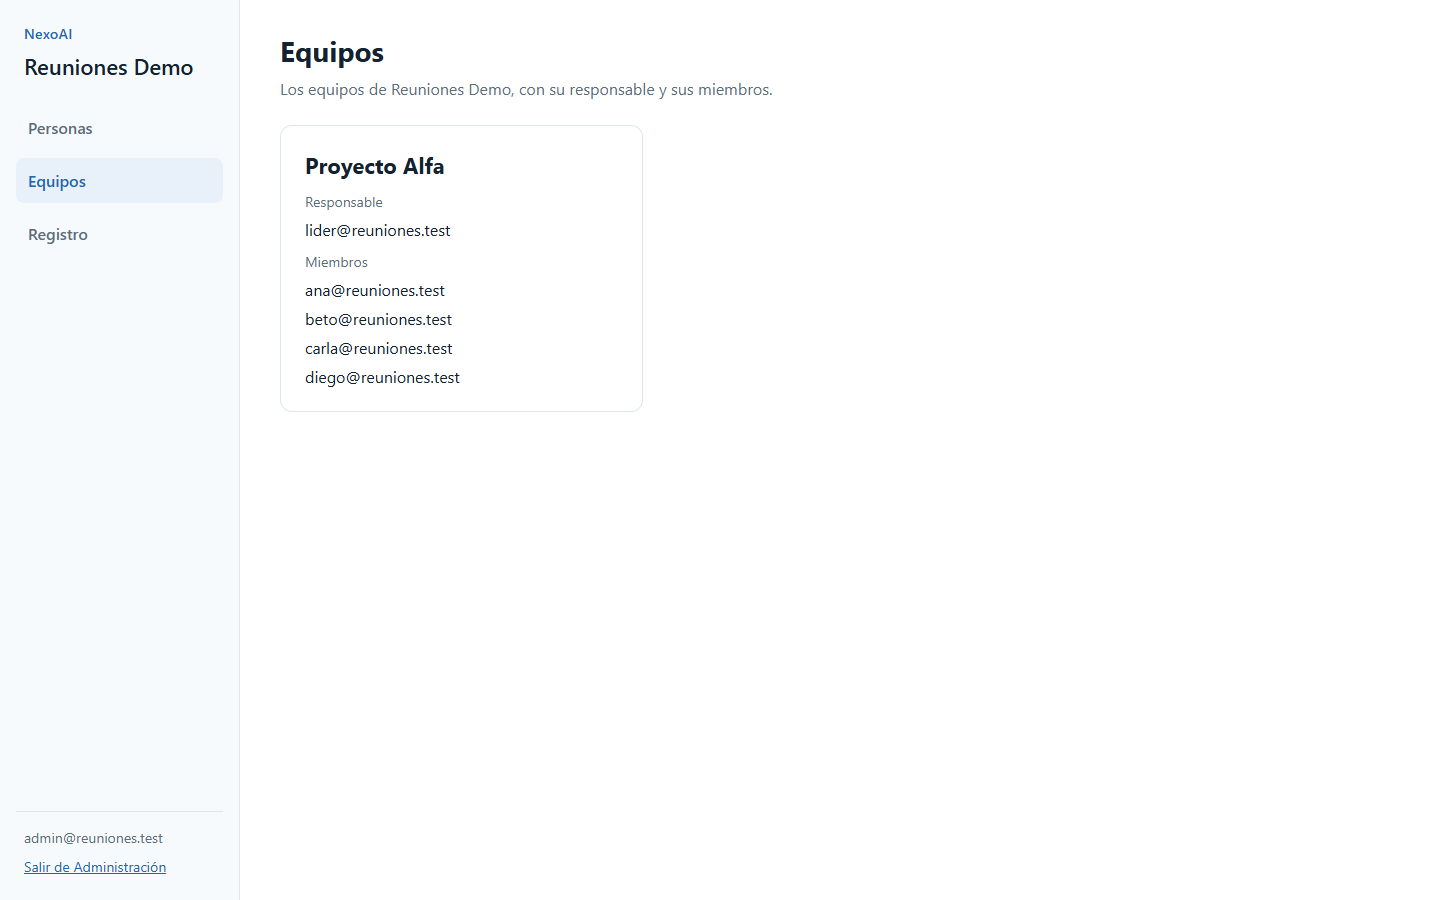 NexoAI
Reuniones Demo
Personas
Equipos
Registro
admin@reuniones.test
Salir de Administración
Equipos
Los equipos de Reuniones Demo, con su responsable y sus miembros.
Proyecto Alfa
Responsable
lider@reuniones.test
Miembros
ana@reuniones.test
beto@reuniones.test
carla@reuniones.test
diego@reuniones.test